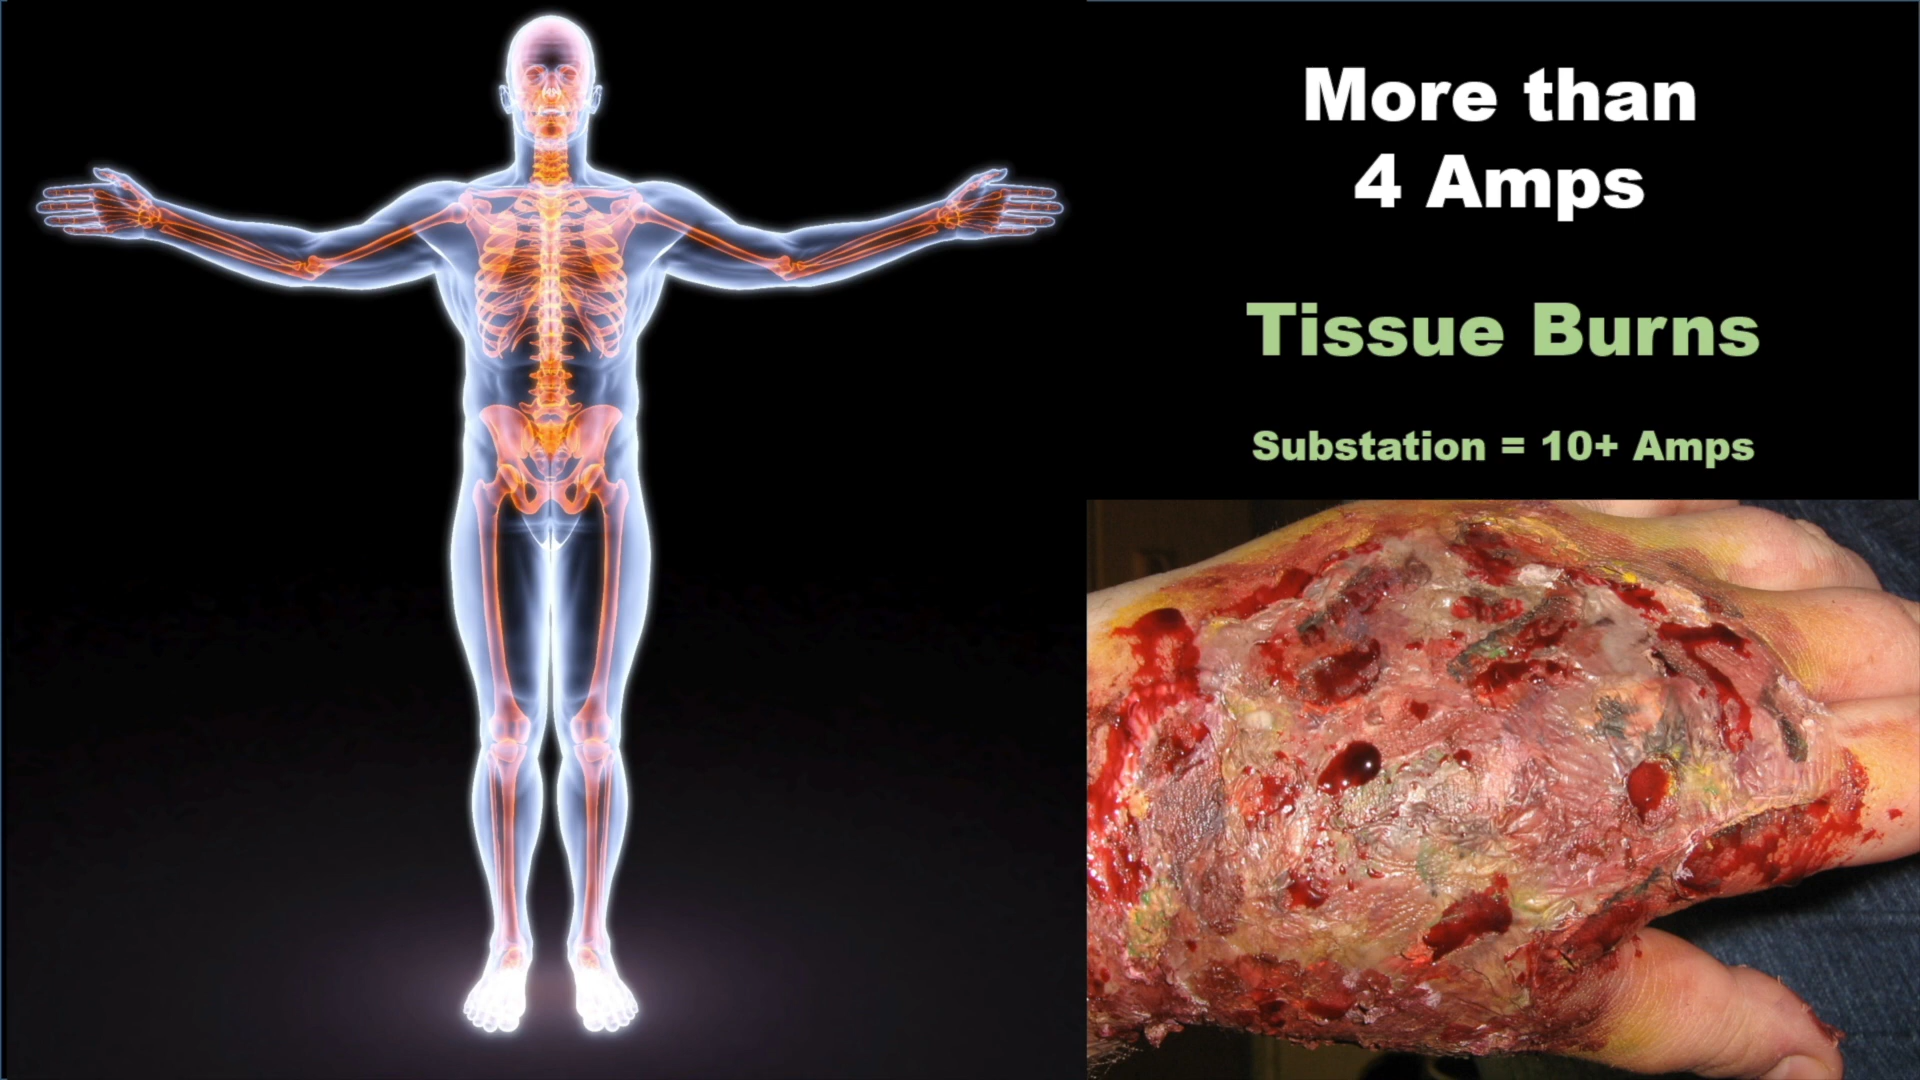 More than
4 Amps
Tissue Burns
Substation = 10+ Amps